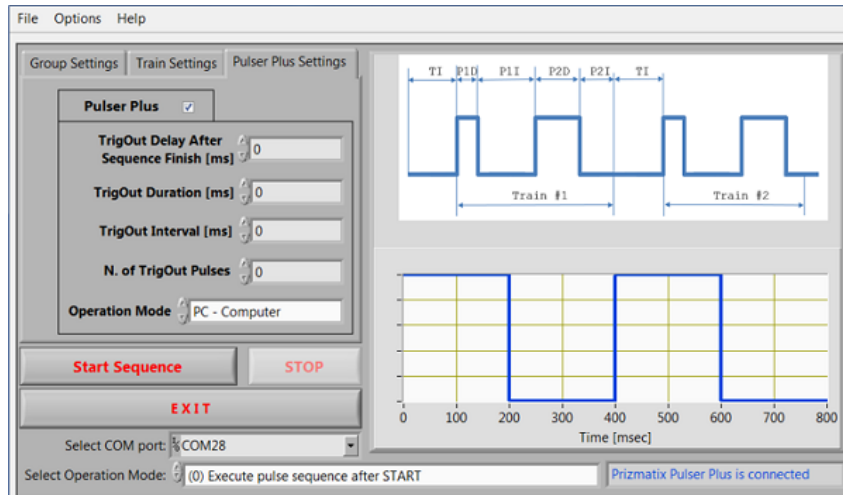 File Options Help
Group Settings Train Settings Pulser Plus Settings
Pulser Plus
TrigOut Delay After
Sequence Finish [ms] 0
TrigOut Duration [ms] 0
TrigOut Interval [ms] 0
N. of TrigOut Pulses 0
Operation Mode PC - Computer
Start Sequence STOP
EXIT
Select COM port: COM28
Select Operation Mode: (0) Execute pulse sequence after START
TI P1D P1I P2D P2I TI
Train #1 Train #2
0 100 200 300 400 500 600 700 800
Time [msec]
Prizmatix Pulser Plus is connected